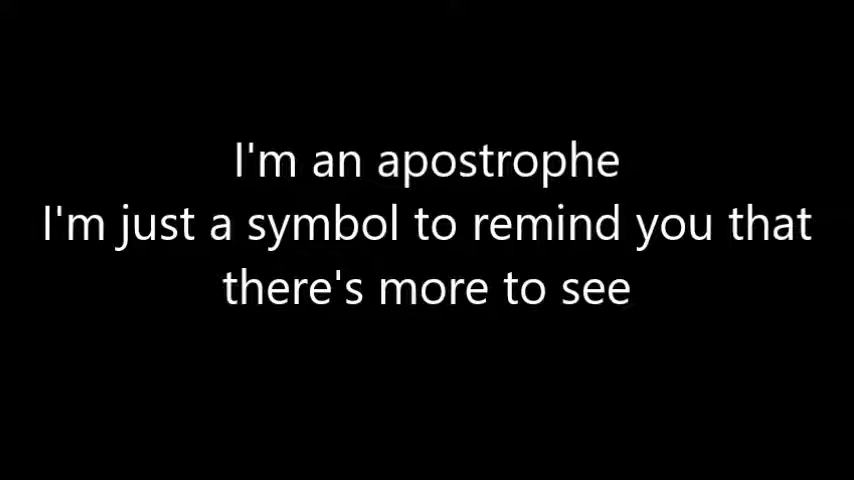 I'm an apostrophe
I'm just a symbol to remind you that
there's more to see